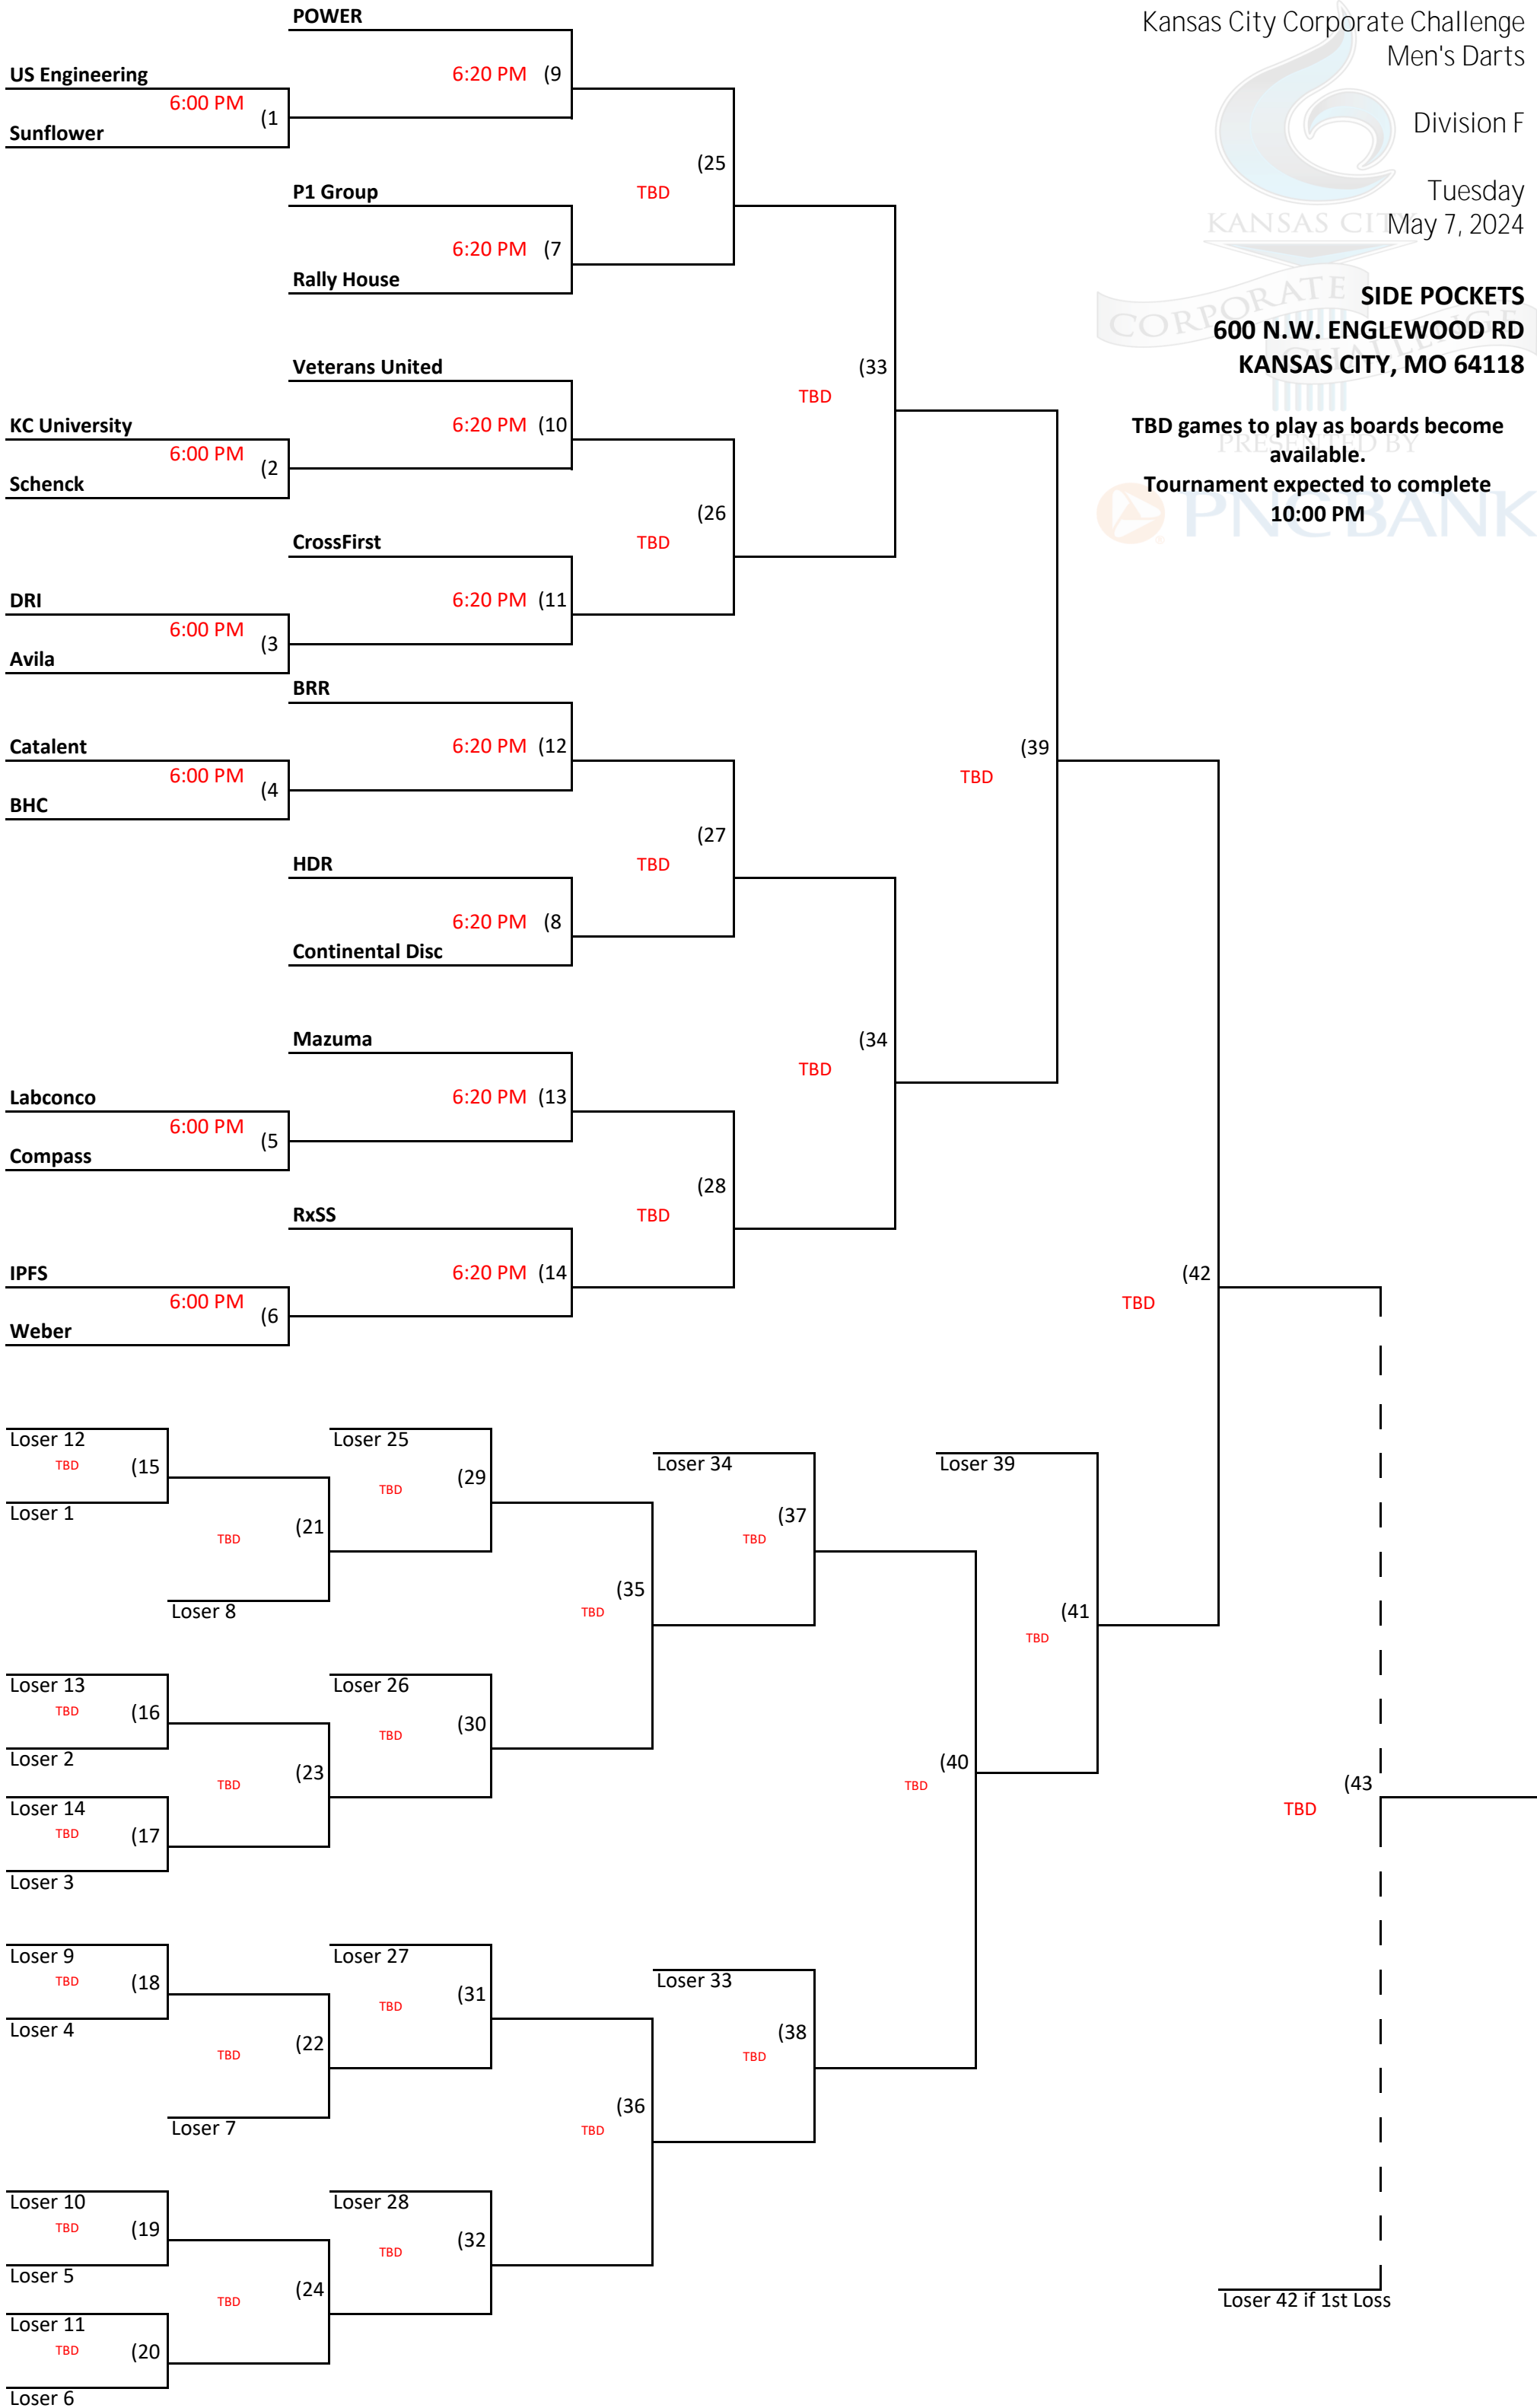 POWER
Kansas City Corporate Challenge
Men's Darts
US Engineering
6:20 PM (9
6:00 PM (1
Sunflower
Division F
(25
TBD
P1 Group
Tuesday
KANSAS CITY
May 7, 2024
6:20 PM (7
Rally House
CORPORATE
CHALLENGE
SIDE POCKETS
600 N.W. ENGLEWOOD RD
KANSAS CITY, MO 64118
Veterans United
(33
TBD
KC University
6:20 PM (10
6:00 PM (2
Schenck
TBD games to play as boards become
available.
PRESENTED BY
Tournament expected to complete
10:00 PM
PNC BANK
(26
TBD
CrossFirst
DRI
6:20 PM (11
6:00 PM (3
Avila
BRR
Catalent
6:20 PM (12
6:00 PM (4
BHC
(39
TBD
(27
TBD
HDR
6:20 PM (8
Continental Disc
Mazuma
(34
TBD
Labconco
6:20 PM (13
6:00 PM (5
Compass
(28
TBD
RxSS
IPFS
6:20 PM (14
6:00 PM (6
Weber
(42
TBD
Loser 12
TBD (15
Loser 1
Loser 25
TBD (29
Loser 34
TBD (37
Loser 39
TBD (21
Loser 8
(35
TBD
(41
TBD
Loser 13
TBD (16
Loser 2
Loser 26
TBD (30
TBD (23
Loser 14
TBD (17
Loser 3
(40
TBD
(43
TBD
Loser 9
TBD (18
Loser 4
Loser 27
TBD (31
Loser 33
TBD (38
TBD (22
Loser 7
(36
TBD
Loser 10
TBD (19
Loser 5
Loser 28
TBD (32
TBD (24
Loser 11
TBD (20
Loser 6
Loser 42 if 1st Loss